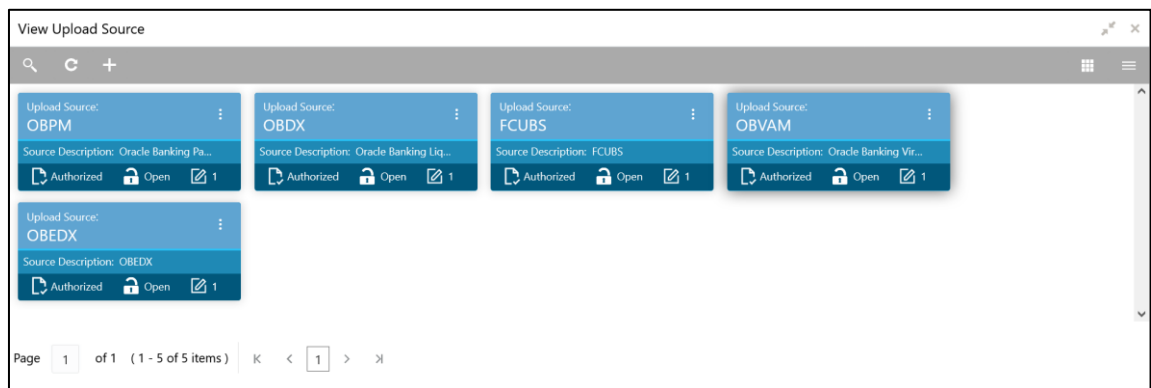 View Upload Source
Upload Source:
OBPM
Source Description: Oracle Banking Pa...
Authorized Open 1
Upload Source:
OBDX
Source Description: Oracle Banking Liq...
Authorized Open 1
Upload Source:
FCUBS
Source Description: FCUBS
Authorized Open 1
Upload Source:
OBVAM
Source Description: Oracle Banking Vir...
Authorized Open 1
Upload Source:
OBEDX
Source Description: OBEDX
Authorized Open 1
Page 1 of 1 (1 - 5 of 5 items) 1